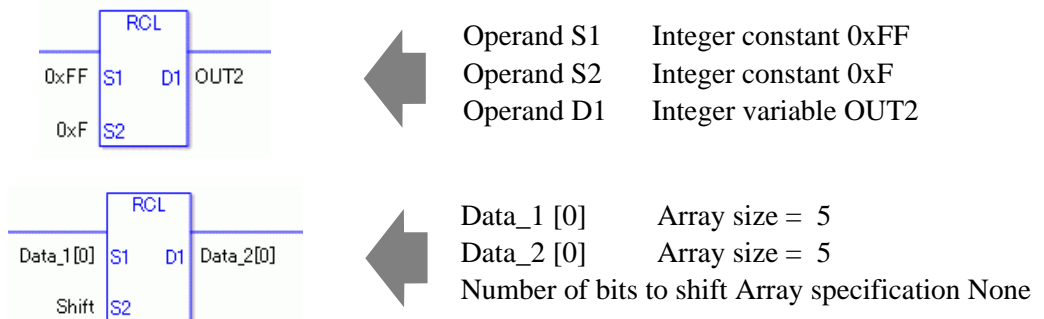 RCL
0xFF S1 D1 OUT2
0xF S2
Operand S1 Integer constant 0xFF
Operand S2 Integer constant 0xF
Operand D1 Integer variable OUT2
RCL
Data_1[0] S1 D1 Data_2[0]
Shift S2
Data_1 [0] Array size = 5
Data_2 [0] Array size = 5
Number of bits to shift Array specification None